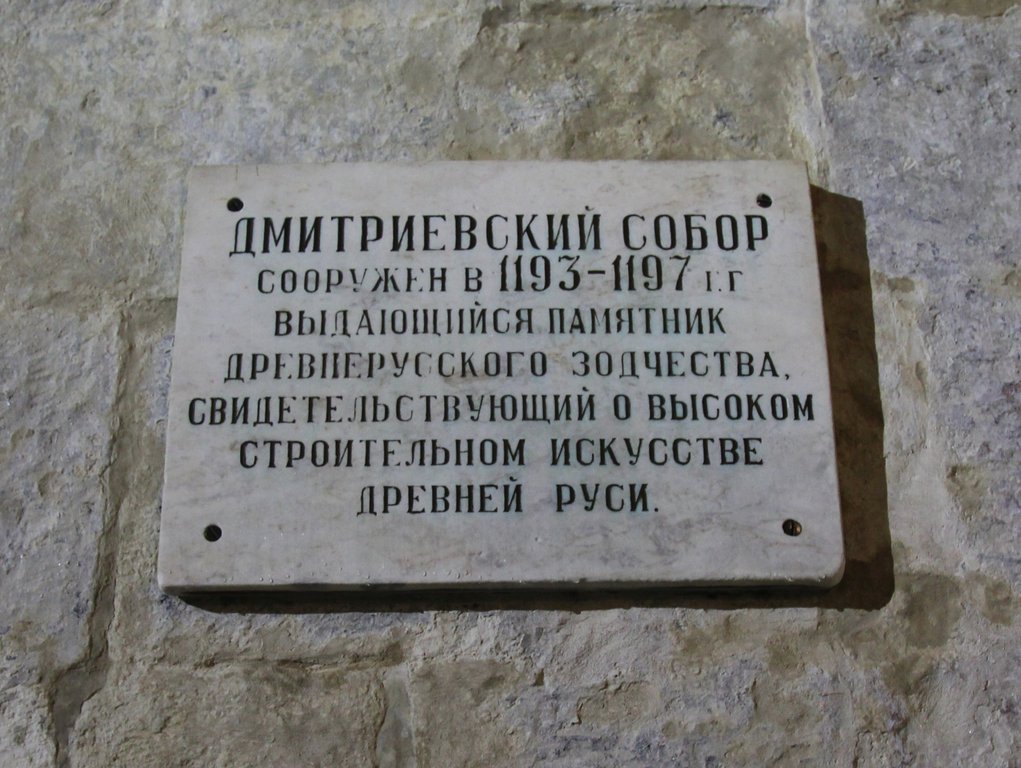 ДМИТРИЕВСКИЙ СОБОР
СООРУЖЕН В 1193-1197 Г.Г
ВЫДАЮЩИЙСЯ ПАМЯТНИК
ДРЕВНЕРУССКОГО ЗОДЧЕСТВА,
СВИДЕТЕЛЬСТВУЮЩИЙ О ВЫСОКОМ
СТРОИТЕЛЬНОМ ИСКУССТВЕ
ДРЕВНЕЙ РУСИ.